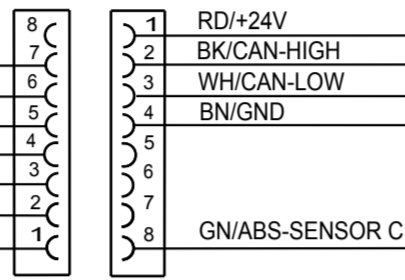 8
7
6
5
4
3
2
1
1 RD/+24V
2 BK/CAN-HIGH
3 WH/CAN-LOW
4 BN/GND
5
6
7
8 GN/ABS-SENSOR C